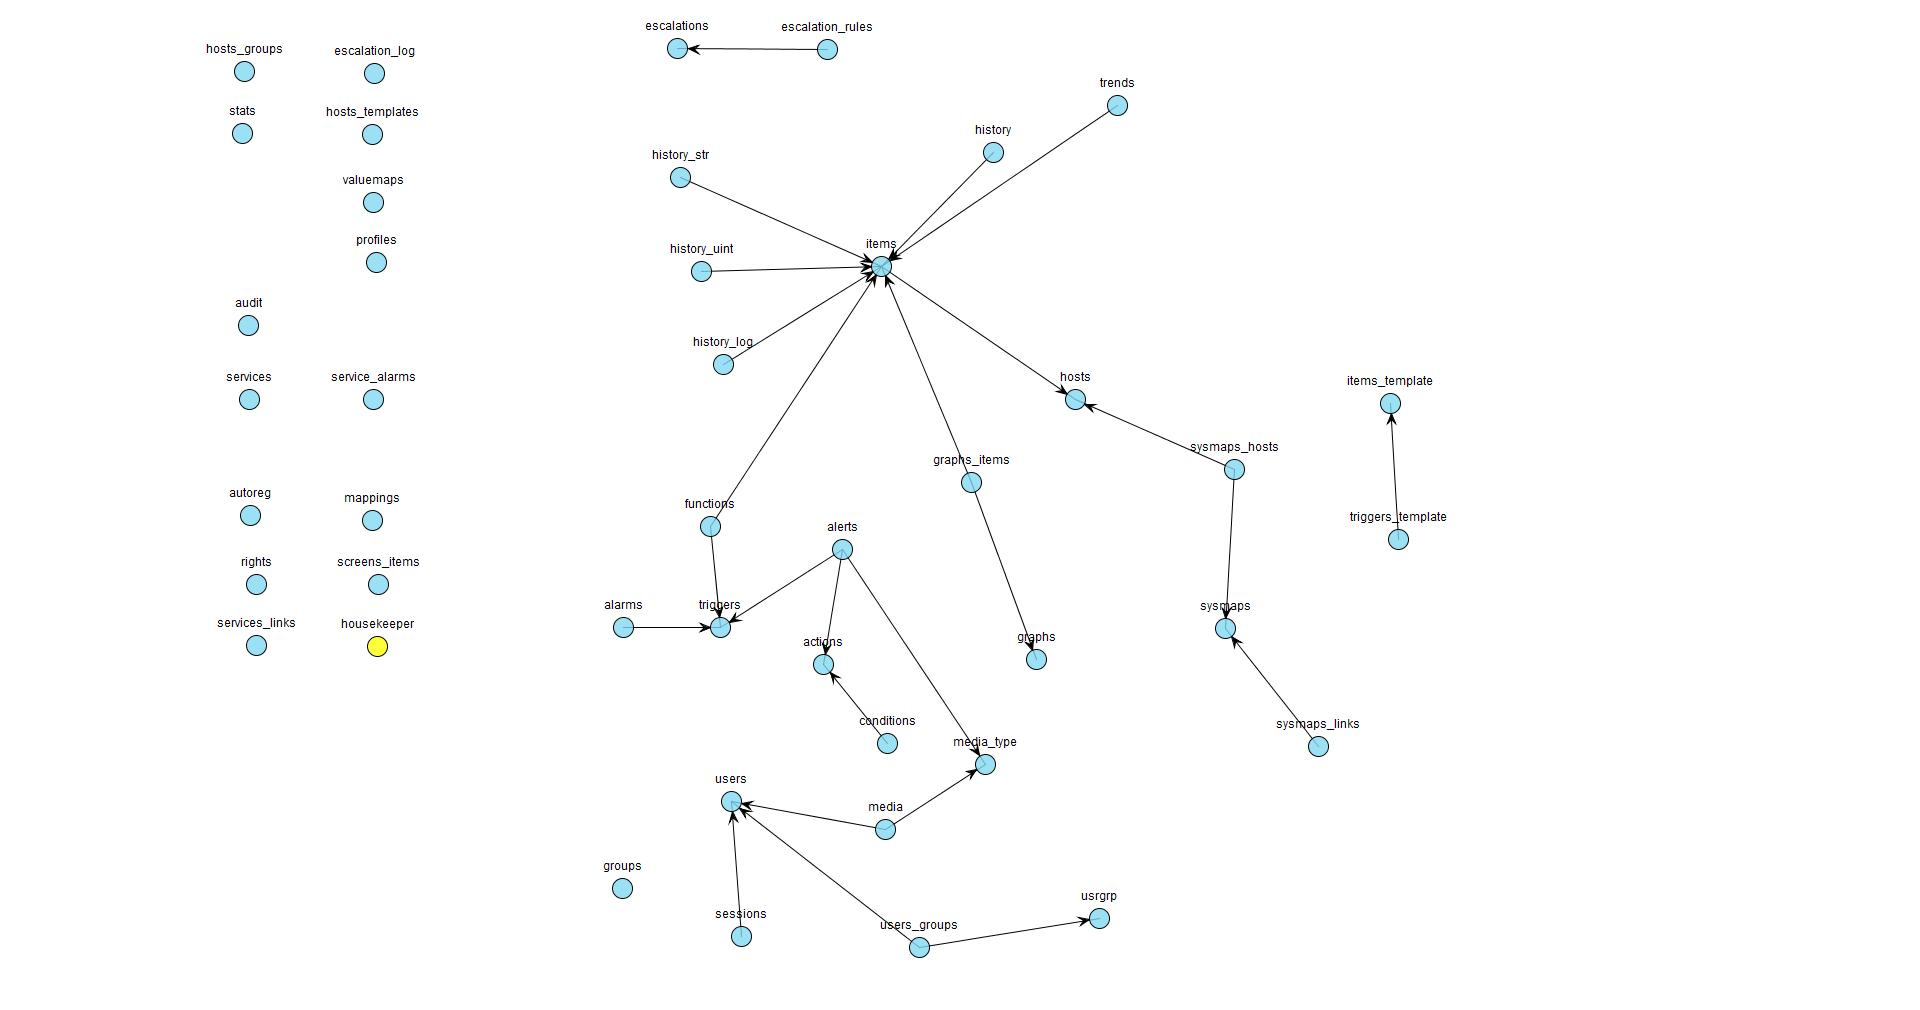 escalations
escalation_rules
hosts_groups
escalation_log
trends
stats
hosts_templates
history
history_str
valuemaps
profiles
items
history_uint
audit
history_log
services
service_alarms
hosts
items_template
sysmaps_hosts
graphs_items
autoreg
mappings
functions
triggers_template
alerts
rights
screens_items
alarms
triggers
sysmaps
services_links
housekeeper
actions
graphs
conditions
sysmaps_links
media_type
users
media
groups
usrgrp
sessions
users_groups